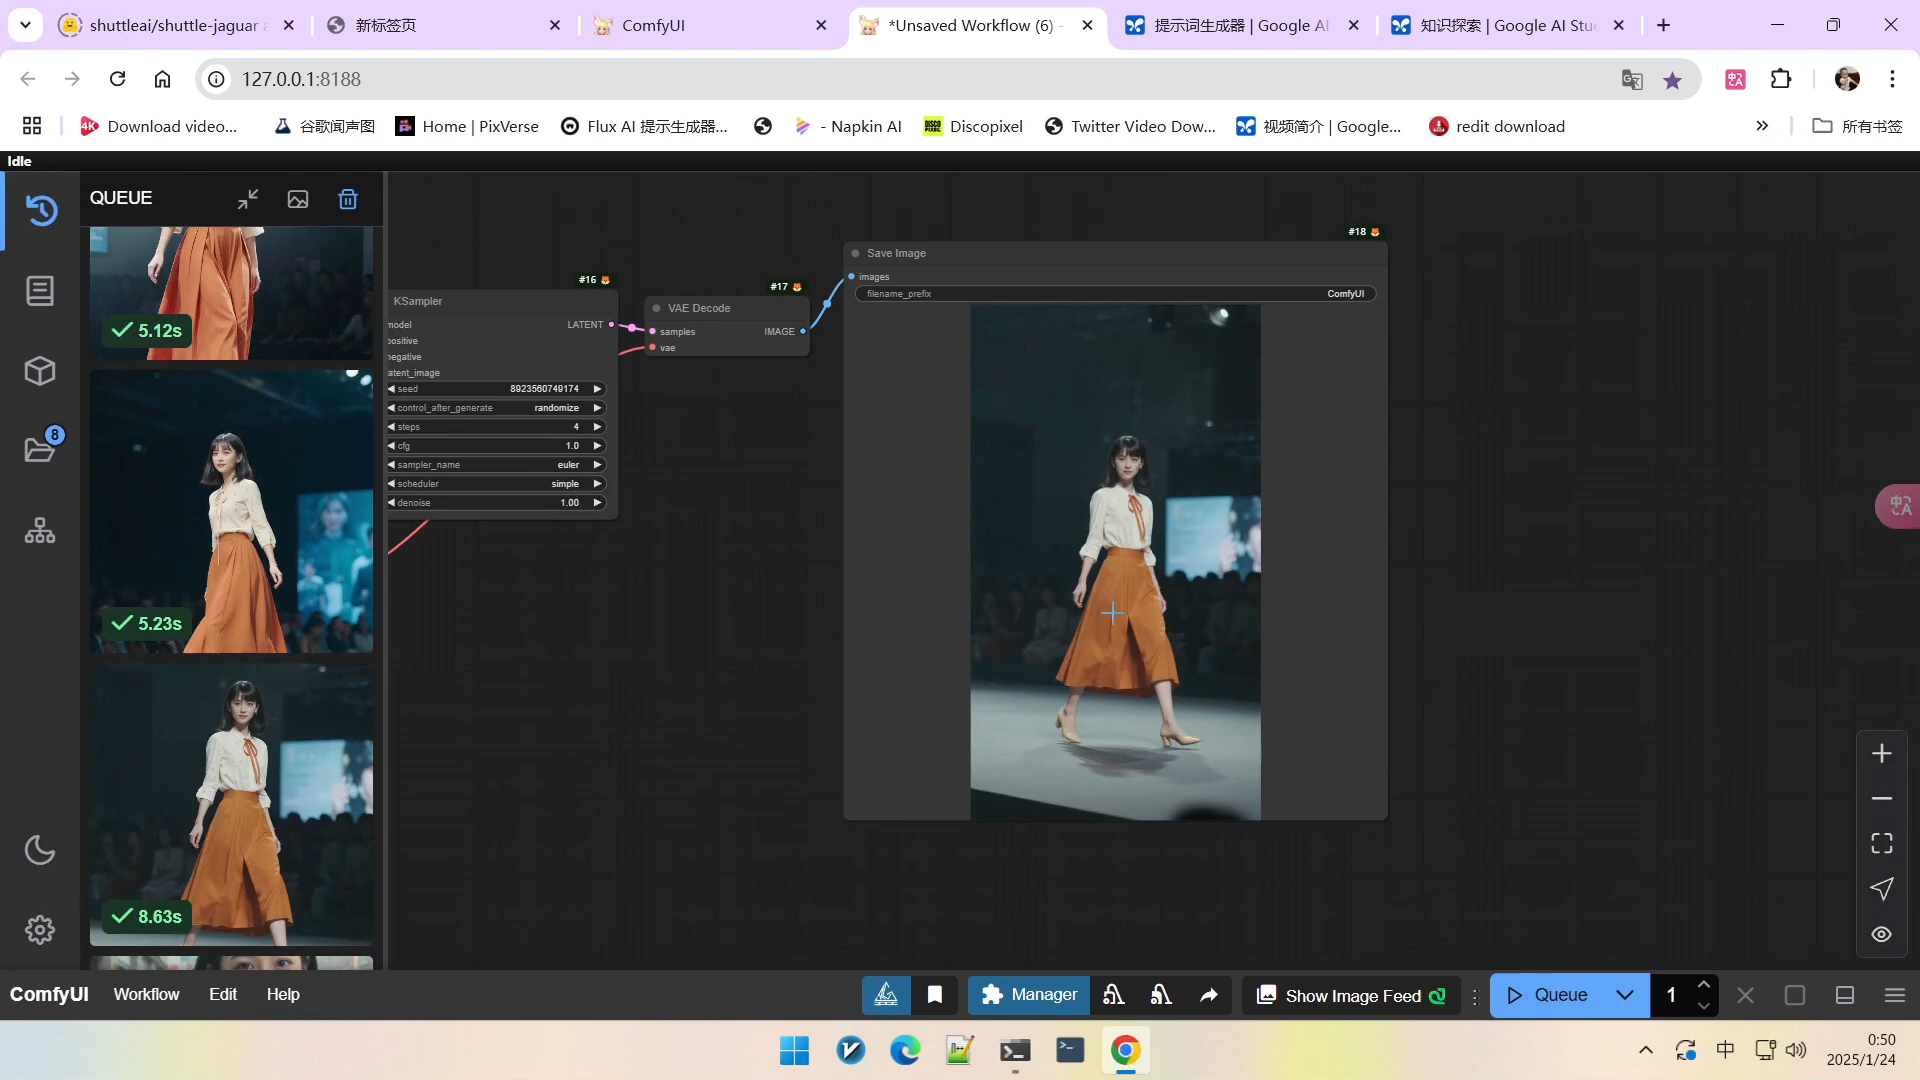 shuttleai/shuttle-jaguar
新标签页
ComfyUI
*Unsaved Workflow (6) -
提示词生成器 | Google AI
知识探索 | Google AI Stu
127.0.0.1:8188
Download video...
谷歌闻声图
Home | PixVerse
Flux AI 提示生成器...
- Napkin AI
Discopixel
Twitter Video Dow...
视频简介 | Google...
redit download
所有书签
Idle
QUEUE
5.12s
5.23s
8.63s
8
#16
KSampler
model
LATENT
positive
negative
latent_image
seed 8923560749174
control_after_generate randomize
steps 4
cfg 1.0
sampler_name euler
scheduler simple
denoise 1.00
#17
VAE Decode
samples IMAGE
vae
#18
Save Image
images
filename_prefix ComfyUI
ComfyUI Workflow Edit Help
Manager
Show Image Feed
Queue
1
中
0:50
2025/1/24